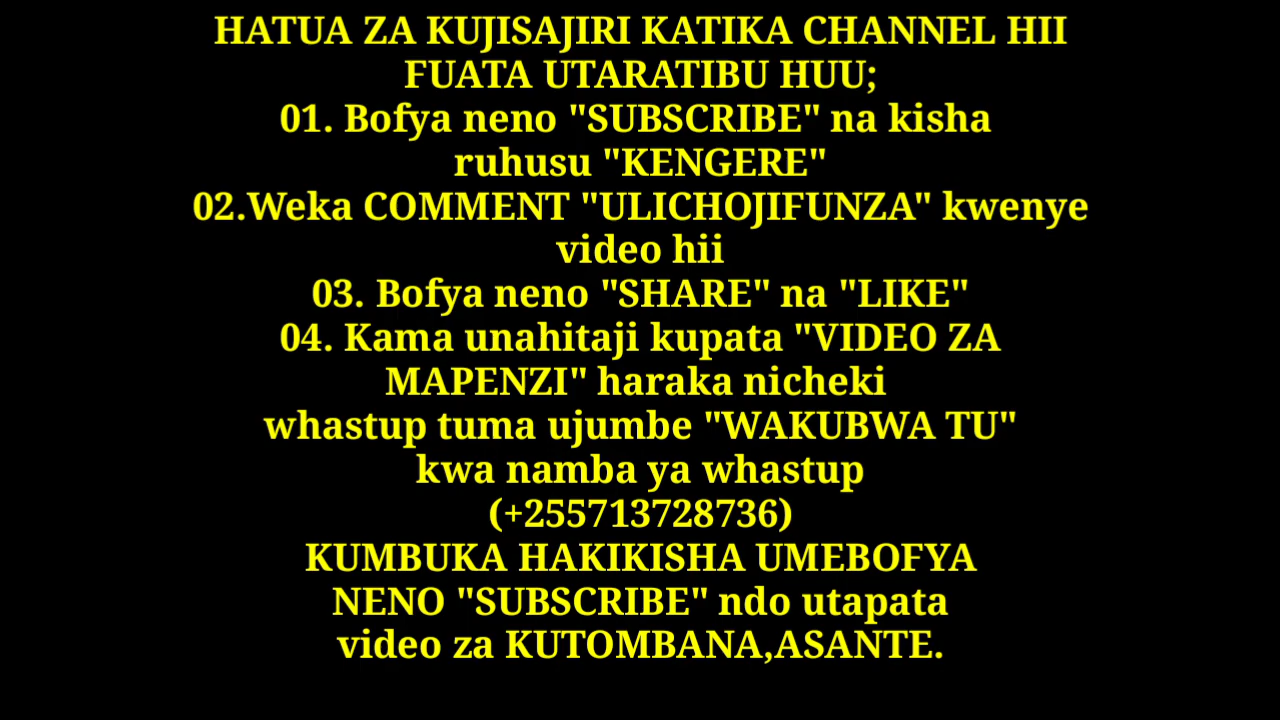 HATUA ZA KUJISAJIRI KATIKA CHANNEL HII
FUATA UTARATIBU HUU;
01. Bofya neno "SUBSCRIBE" na kisha
ruhusu "KENGERE"
02.Weka COMMENT "ULICHOJIFUNZA" kwenye
video hii
03. Bofya neno "SHARE" na "LIKE"
04. Kama unahitaji kupata "VIDEO ZA
MAPENZI" haraka nicheki
whastup tuma ujumbe "WAKUBWA TU"
kwa namba ya whastup
(+255713728736)
KUMBUKA HAKIKISHA UMEBOFYA
NENO "SUBSCRIBE" ndo utapata
video za KUTOMBANA,ASANTE.